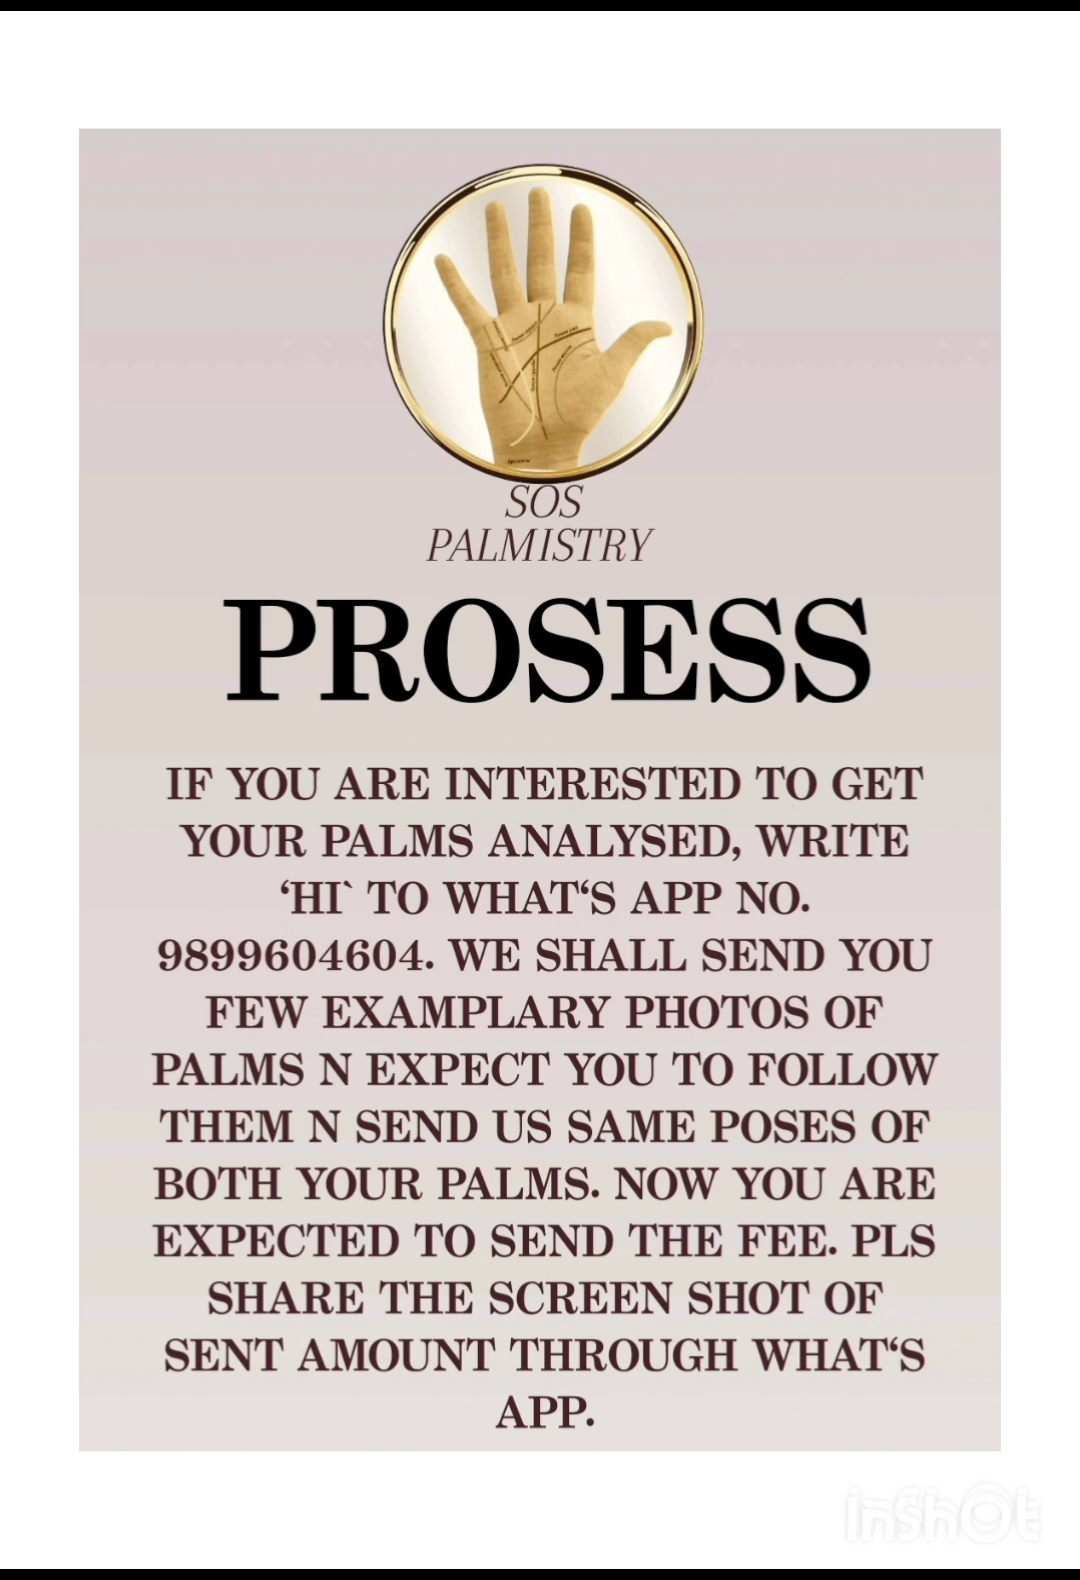 SOS
PALMISTRY
PROSESS
IF YOU ARE INTERESTED TO GET
YOUR PALMS ANALYSED, WRITE
‘HI` TO WHAT‘S APP NO.
9899604604. WE SHALL SEND YOU
FEW EXAMPLARY PHOTOS OF
PALMS N EXPECT YOU TO FOLLOW
THEM N SEND US SAME POSES OF
BOTH YOUR PALMS. NOW YOU ARE
EXPECTED TO SEND THE FEE. PLS
SHARE THE SCREEN SHOT OF
SENT AMOUNT THROUGH WHAT‘S
APP.
InShOt